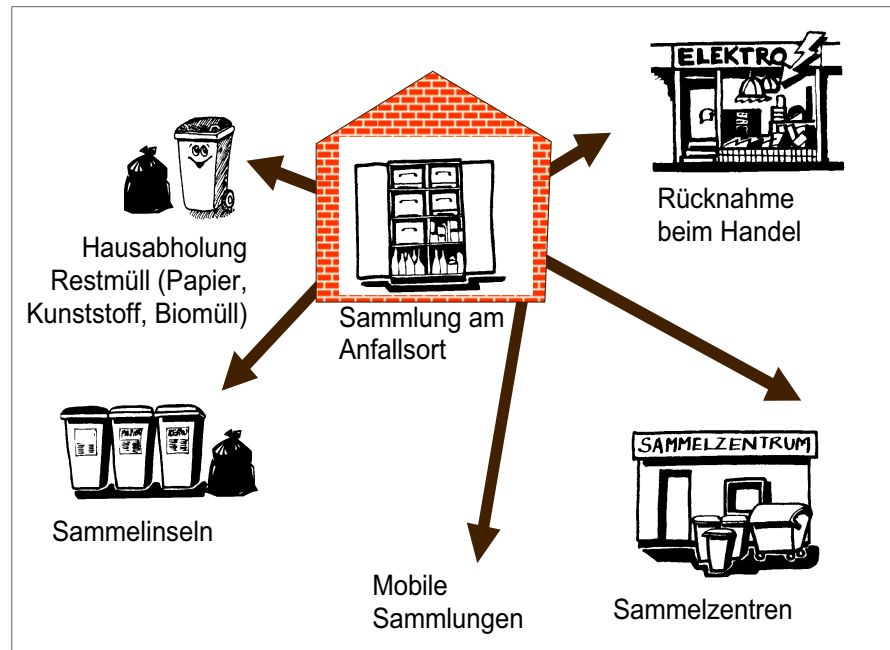 ELEKTRO
Rücknahme
beim Handel
Hausabholung
Restmüll (Papier,
Kunststoff, Biomüll)
Sammlung am
Anfallsort
SAMMELZENTRUM
Sammelinseln
Mobile
Sammlungen
Sammelzentren